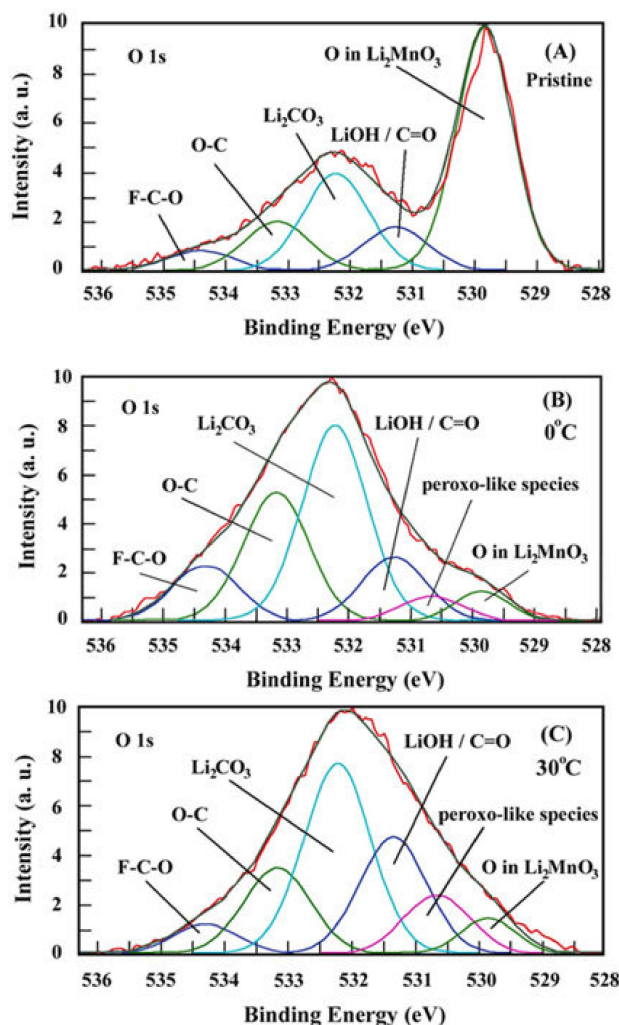 O 1s
(A)
Pristine
O in Li₂MnO₃
Li₂CO₃
LiOH / C=O
O-C
F-C-O
Intensity (a. u.)
10
8
6
4
2
0
536 535 534 533 532 531 530 529 528
Binding Energy (eV)
O 1s
(B)
0°C
Li₂CO₃
LiOH / C=O
peroxo-like species
O-C
O in Li₂MnO₃
F-C-O
Intensity (a. u.)
10
8
6
4
2
0
536 535 534 533 532 531 530 529 528
Binding Energy (eV)
O 1s
(C)
30°C
LiOH / C=O
Li₂CO₃
O-C
peroxo-like species
F-C-O
O in Li₂MnO₃
Intensity (a. u.)
10
8
6
4
2
0
536 535 534 533 532 531 530 529 528
Binding Energy (eV)